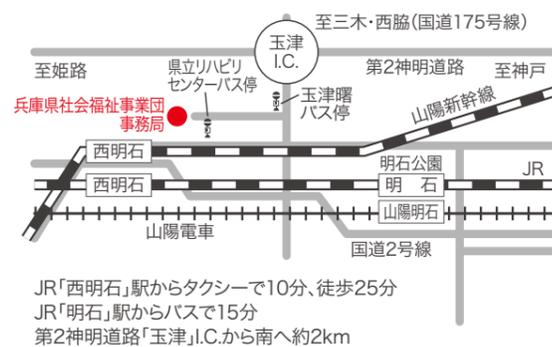 至三木・西脇(国道175号線)
玉津
I.C.
至姫路
県立リハビリ
センターバス停
第2神明道路
至神戸
兵庫県社会福祉事業団
事務局
玉津曙
バス停
山陽新幹線
西明石
明石公園
西明石
明石
JR
山陽明石
山陽電車
国道2号線
JR「西明石」駅からタクシーで10分、徒歩25分
JR「明石」駅からバスで15分
第2神明道路「玉津」I.C.から南へ約2km